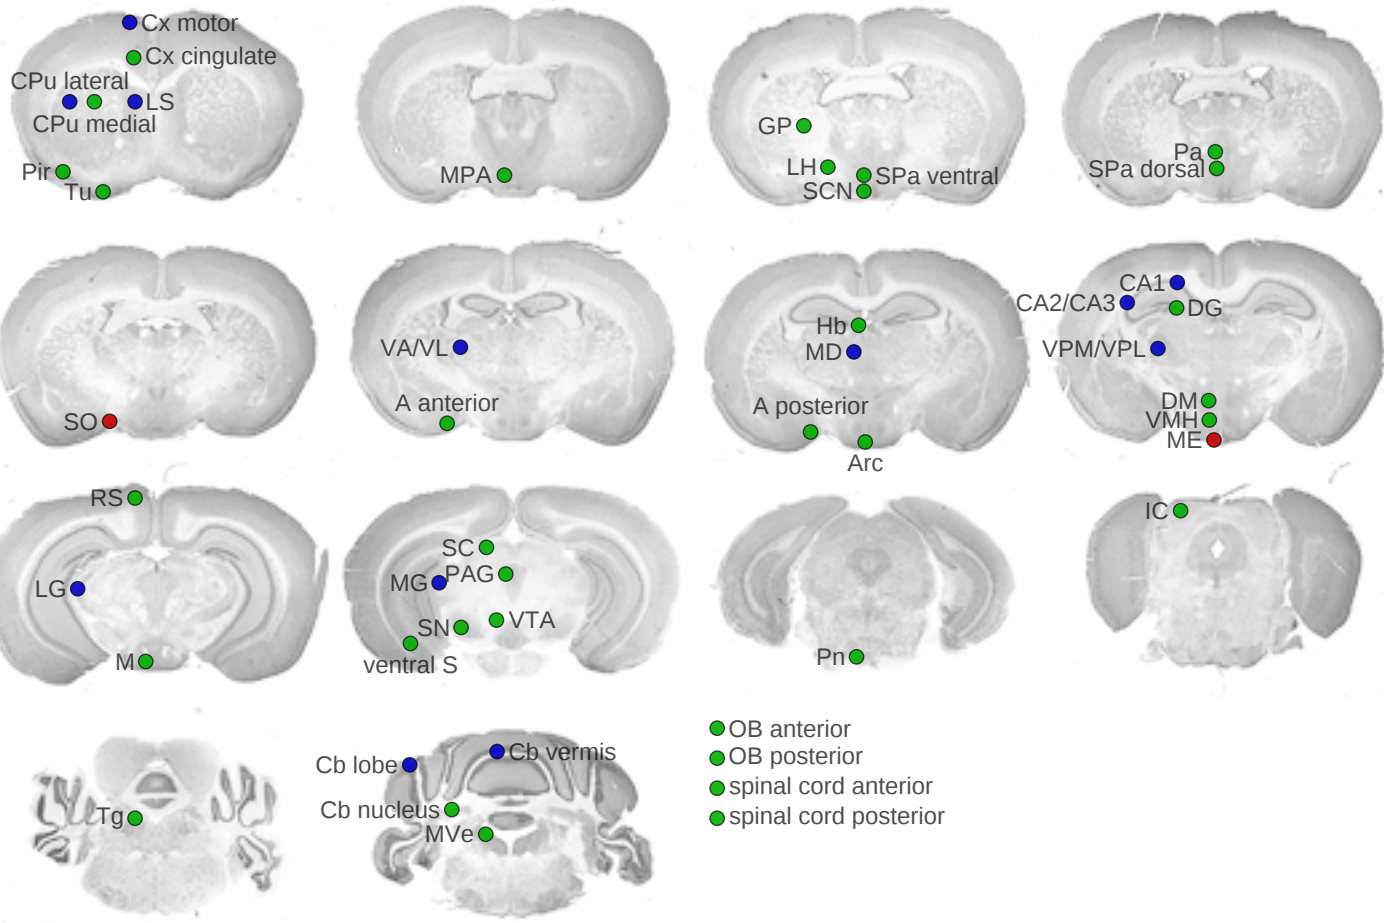 Cx motor
Cx cingulate
CPu lateral
LS
CPu medial
Pir
Tu
MPA
GP
LH
SPa ventral
SCN
Pa
SPa dorsal
SO
VA/VL
A anterior
Hb
MD
A posterior
Arc
CA1
CA2/CA3
DG
VPM/VPL
DM
VMH
ME
RS
LG
M
SC
MG
PAG
SN
VTA
ventral S
Pn
IC
Tg
Cb lobe
Cb vermis
Cb nucleus
MVe
OB anterior
OB posterior
spinal cord anterior
spinal cord posterior